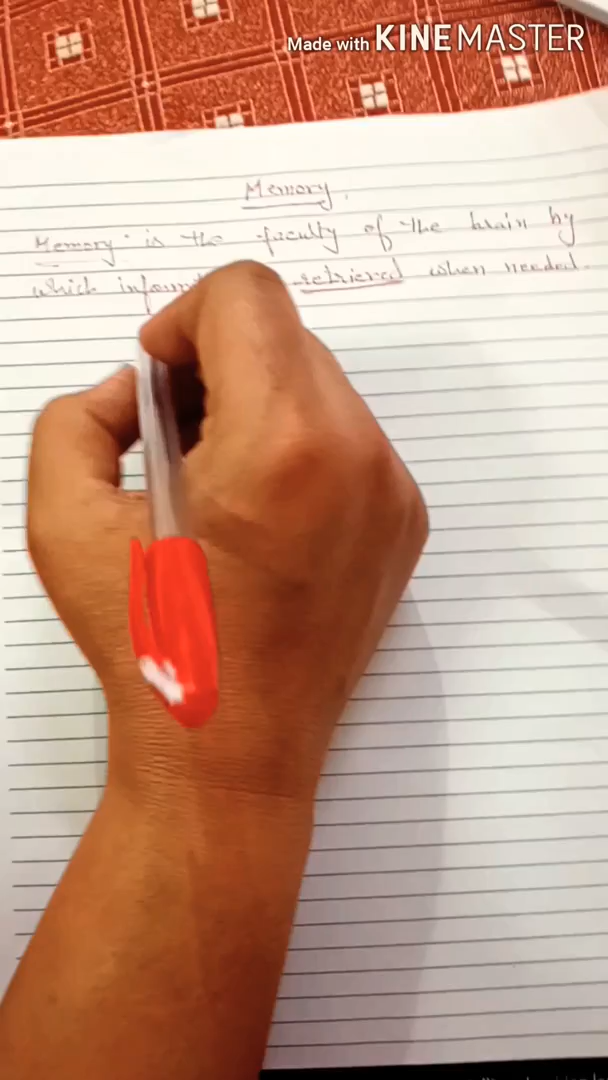 Made with KINEMASTER
Memory.
Memory - is the faculty of the brain by
which retrieved when needed.